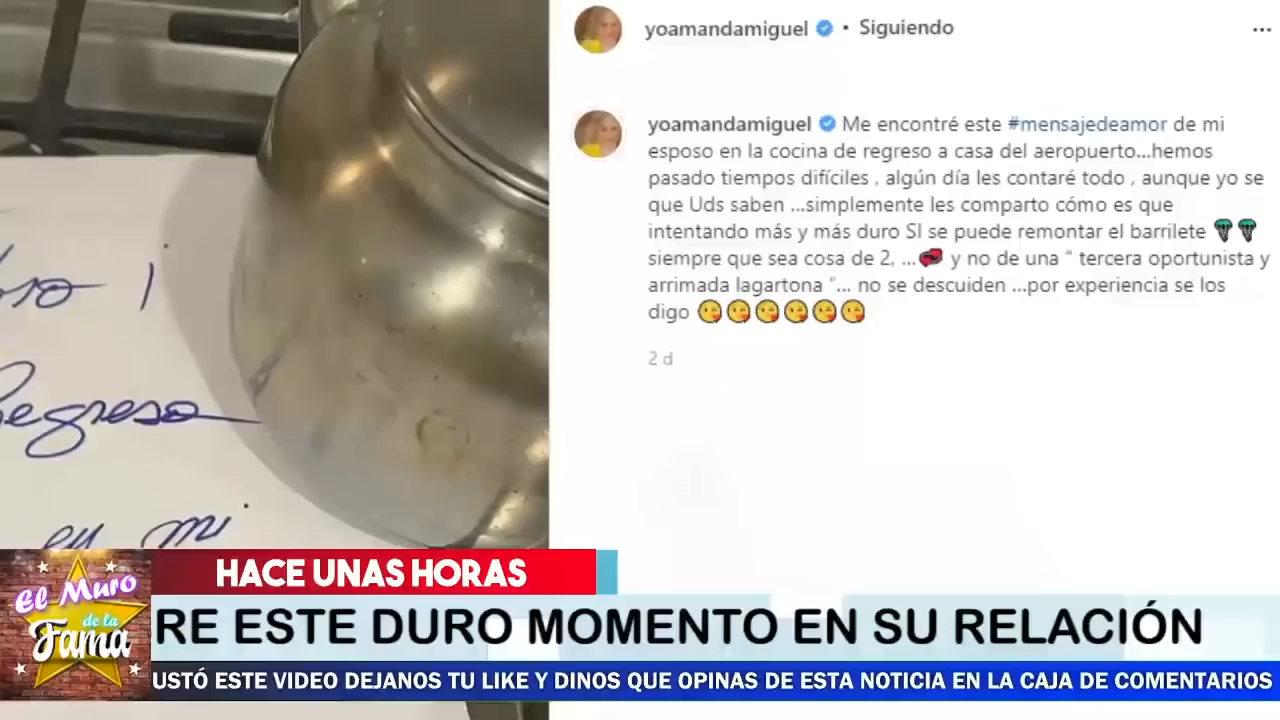 yoamandamiguel • Siguiendo
yoamandamiguel Me encontré este #mensajedeamor de mi
esposo en la cocina de regreso a casa del aeropuerto...hemos
pasado tiempos difíciles , algún día les contaré todo , aunque yo se
que Uds saben ...simplemente les comparto cómo es que
intentando más y más duro SI se puede remontar el barrilete
siempre que sea cosa de 2, ... y no de una “ tercera oportunista y
arrimada lagartona “... no se descuiden ...por experiencia se los
digo 😘😘😘😘😘😘
2 d
Regreso
en mi
HACE UNAS HORAS
El Muro
de la
Fama
RE ESTE DURO MOMENTO EN SU RELACIÓN
USTÓ ESTE VIDEO DEJANOS TU LIKE Y DINOS QUE OPINAS DE ESTA NOTICIA EN LA CAJA DE COMENTARIOS